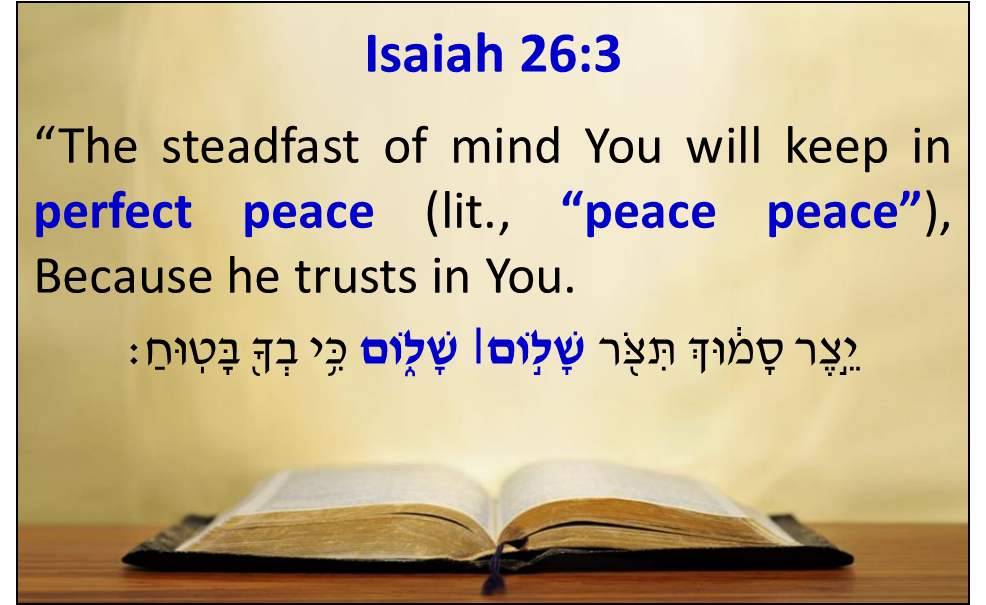 Isaiah 26:3
“The steadfast of mind You will keep in
perfect peace (lit., “peace peace”),
Because he trusts in You.
יֵ֣צֶר סָמ֔וּךְ תִּצֹּ֖ר שָׁל֣וֹם׀ שָׁל֑וֹם כִּ֥י בְךָ֖ בָּטֽוּחַ׃